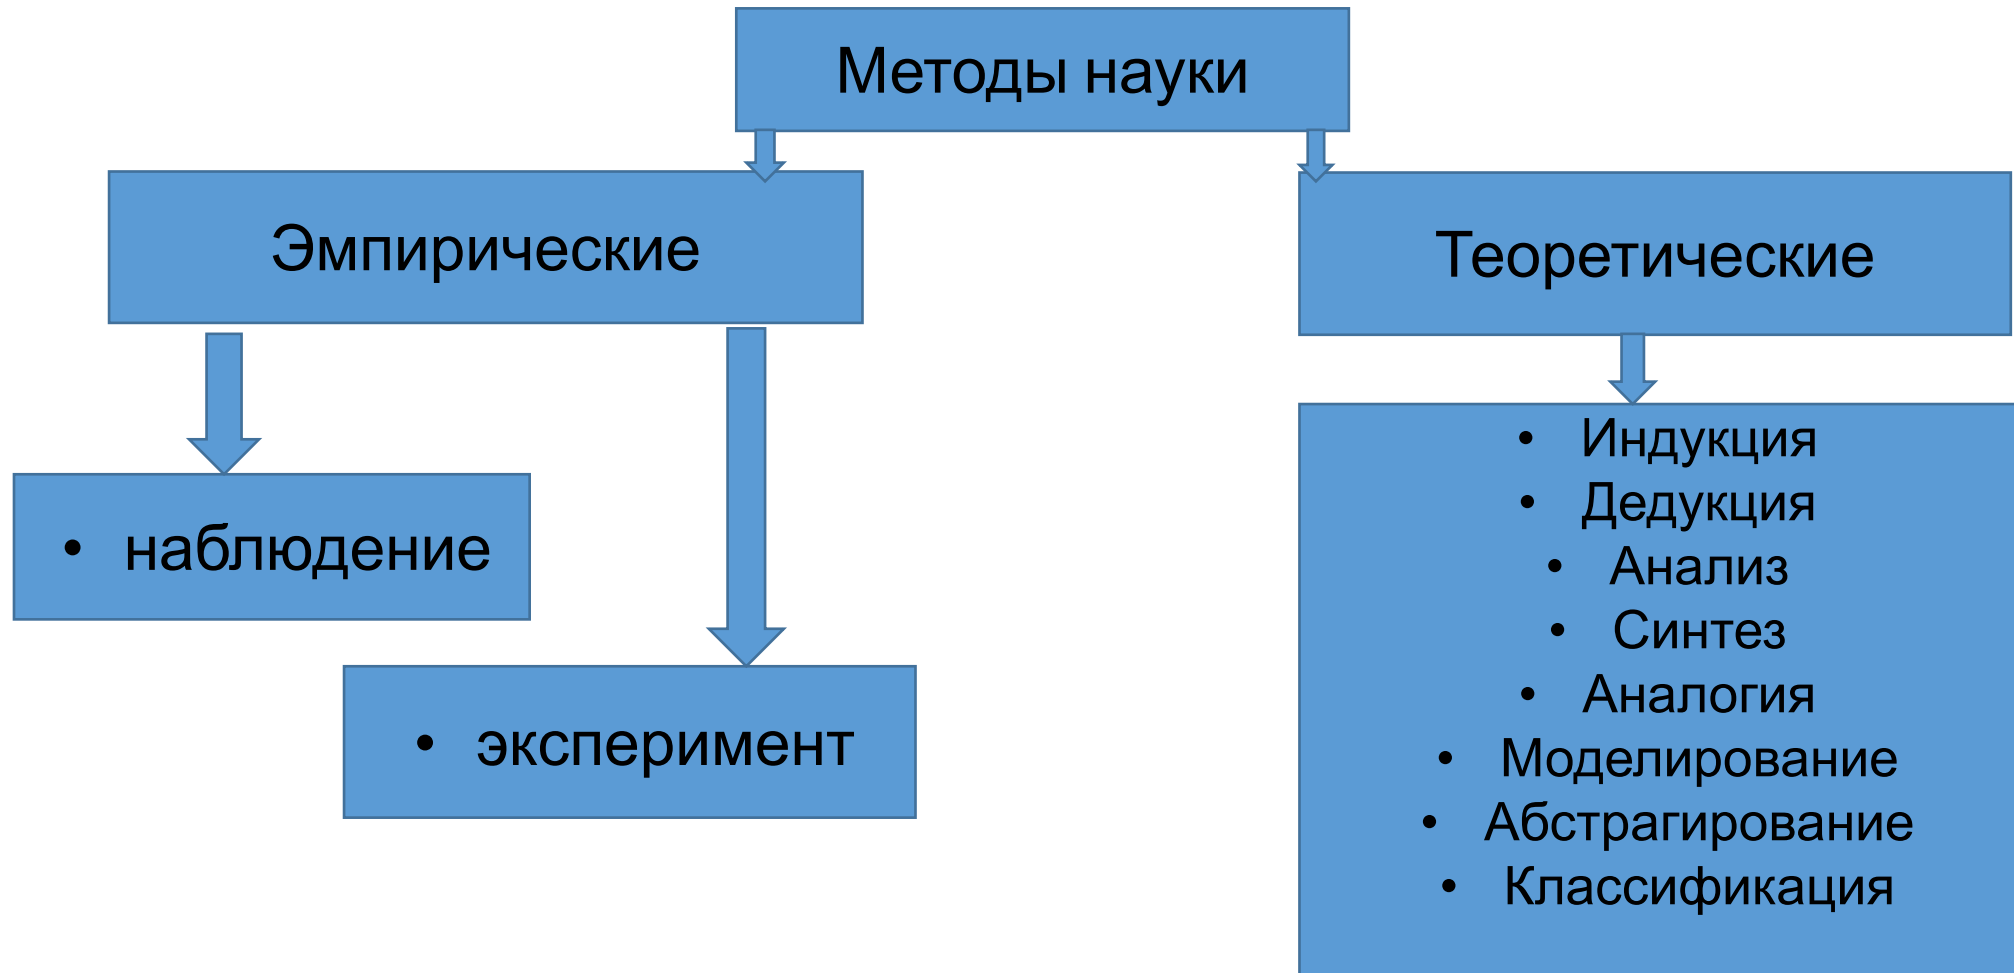 Методы науки
Эмпирические
Теоретические
• наблюдение
• эксперимент
• Индукция
• Дедукция
• Анализ
• Синтез
• Аналогия
• Моделирование
• Абстрагирование
• Классификация